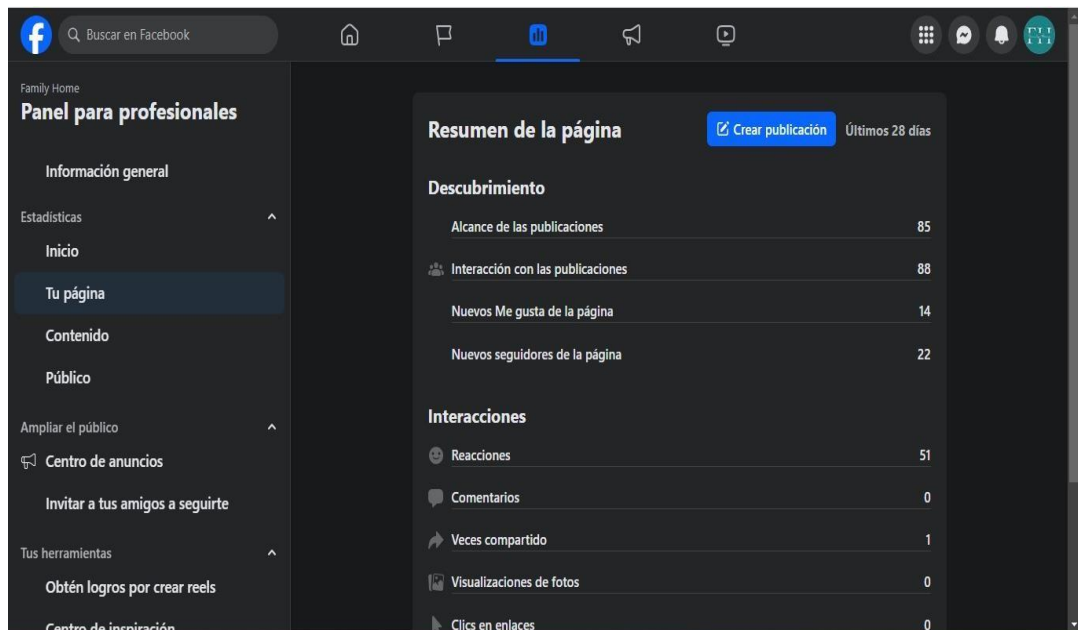 Buscar en Facebook
FH
Family Home
Panel para profesionales
Información general
Estadísticas
Inicio
Tu página
Contenido
Público
Ampliar el público
Centro de anuncios
Invitar a tus amigos a seguirte
Tus herramientas
Obtén logros por crear reels
Centro de inspiración
Resumen de la página
Crear publicación
Últimos 28 días
Descubrimiento
Alcance de las publicaciones 85
Interacción con las publicaciones 88
Nuevos Me gusta de la página 14
Nuevos seguidores de la página 22
Interacciones
Reacciones 51
Comentarios 0
Veces compartido 1
Visualizaciones de fotos 0
Clics en enlaces 0